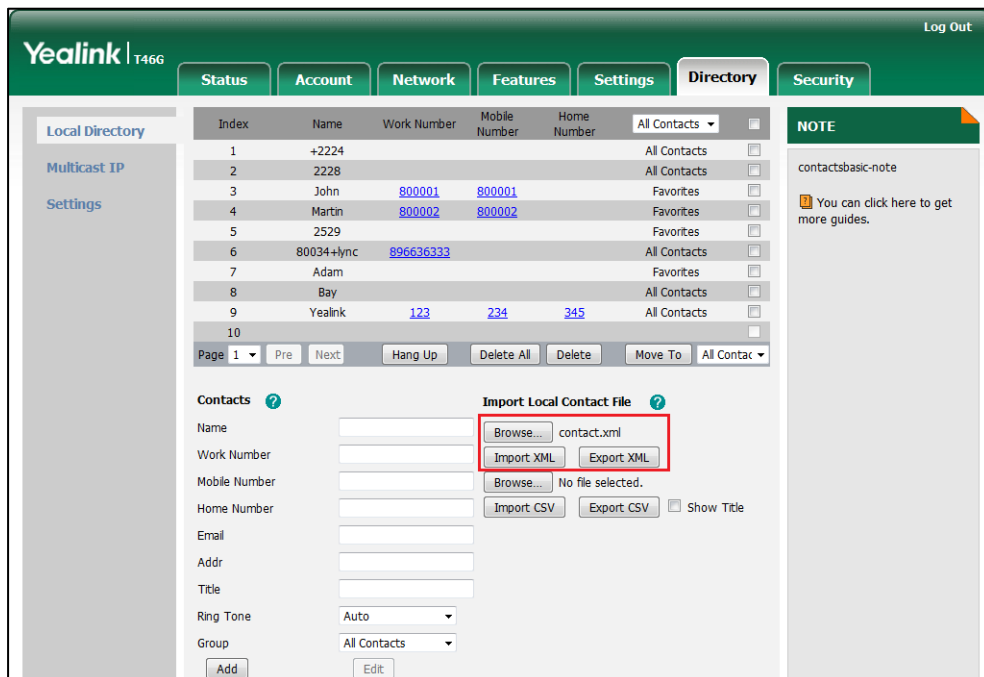 Log Out
Yealink T46G
Status Account Network Features Settings Directory Security
Local Directory
Multicast IP
Settings
Index Name Work Number Mobile Number Home Number All Contacts
1 +2224 All Contacts
2 2228 All Contacts
3 John 800001 800001 Favorites
4 Martin 800002 800002 Favorites
5 2529 Favorites
6 80034+lync 896636333 All Contacts
7 Adam Favorites
8 Bay All Contacts
9 Yealink 123 234 345 All Contacts
10
Page 1 Pre Next Hang Up Delete All Delete Move To All Contac
Contacts ?
Name
Work Number
Mobile Number
Home Number
Email
Addr
Title
Ring Tone Auto
Group All Contacts
Add Edit
Import Local Contact File ?
Browse... contact.xml
Import XML Export XML
Browse... No file selected.
Import CSV Export CSV Show Title
NOTE
contactsbasic-note
? You can click here to get
more guides.